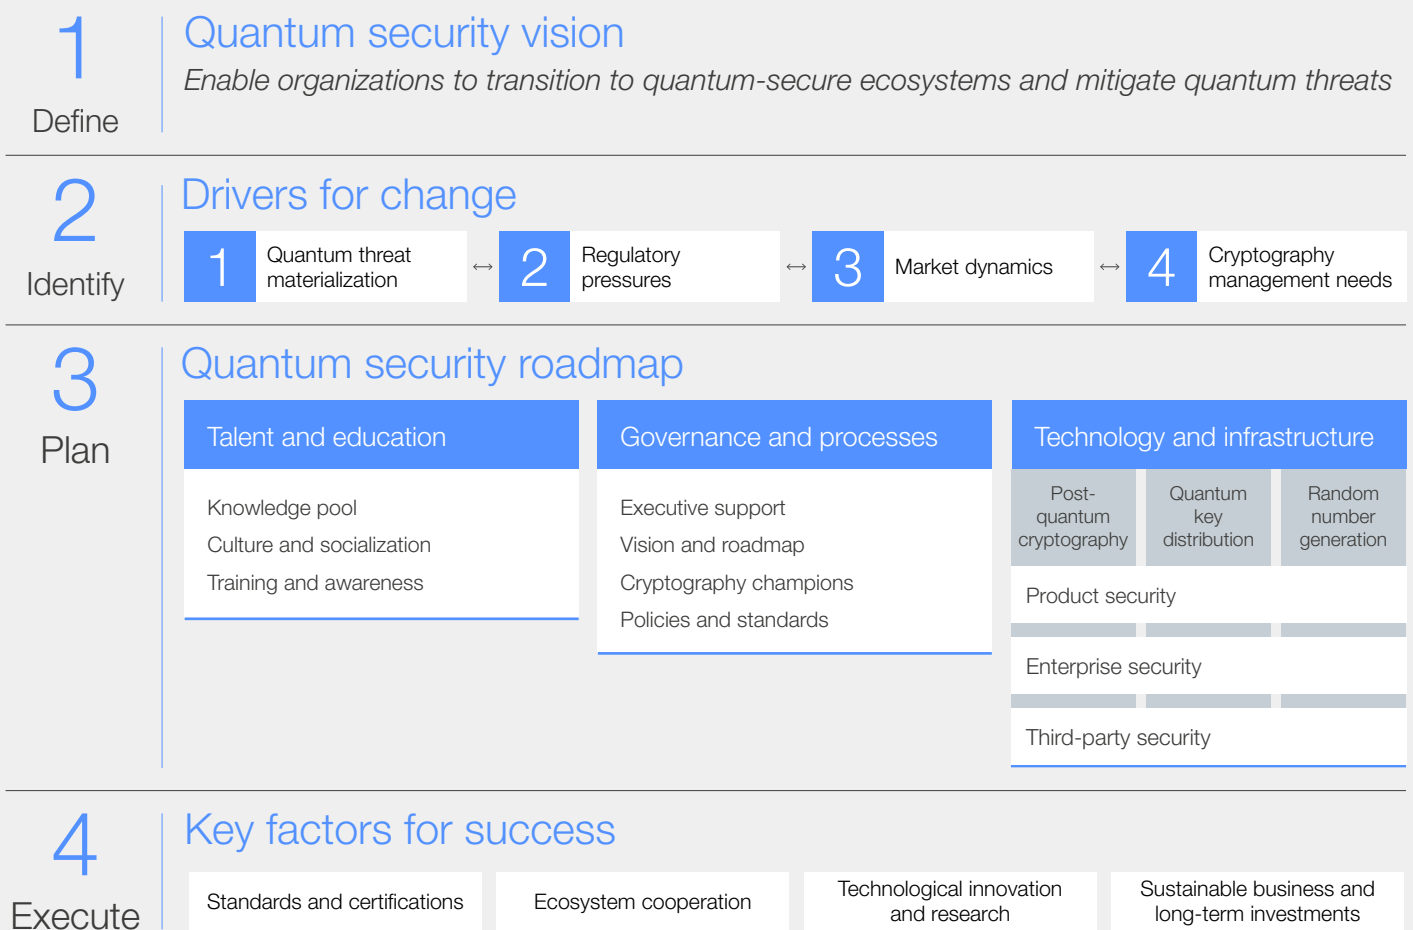 1
Define
Quantum security vision
Enable organizations to transition to quantum-secure ecosystems and mitigate quantum threats
2
Identify
Drivers for change
1
Quantum threat
materialization
↔
2
Regulatory
pressures
↔
3
Market dynamics
↔
4
Cryptography
management needs
3
Plan
Quantum security roadmap
Talent and education
Knowledge pool
Culture and socialization
Training and awareness
Governance and processes
Executive support
Vision and roadmap
Cryptography champions
Policies and standards
Technology and infrastructure
Post-
quantum
cryptography
Quantum
key
distribution
Random
number
generation
Product security
Enterprise security
Third-party security
4
Execute
Key factors for success
Standards and certifications
Ecosystem cooperation
Technological innovation
and research
Sustainable business and
long-term investments